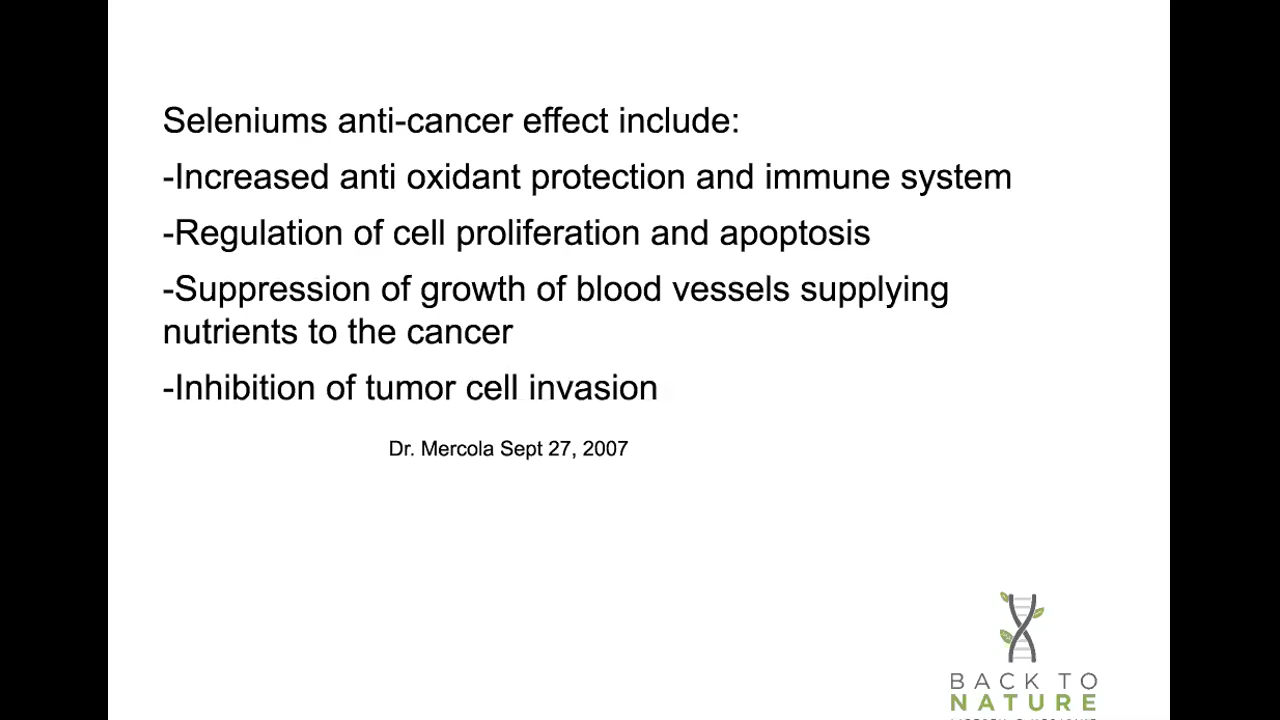 Seleniums anti-cancer effect include:
-Increased anti oxidant protection and immune system
-Regulation of cell proliferation and apoptosis
-Suppression of growth of blood vessels supplying
nutrients to the cancer
-Inhibition of tumor cell invasion
Dr. Mercola Sept 27, 2007
BACK TO
NATURE